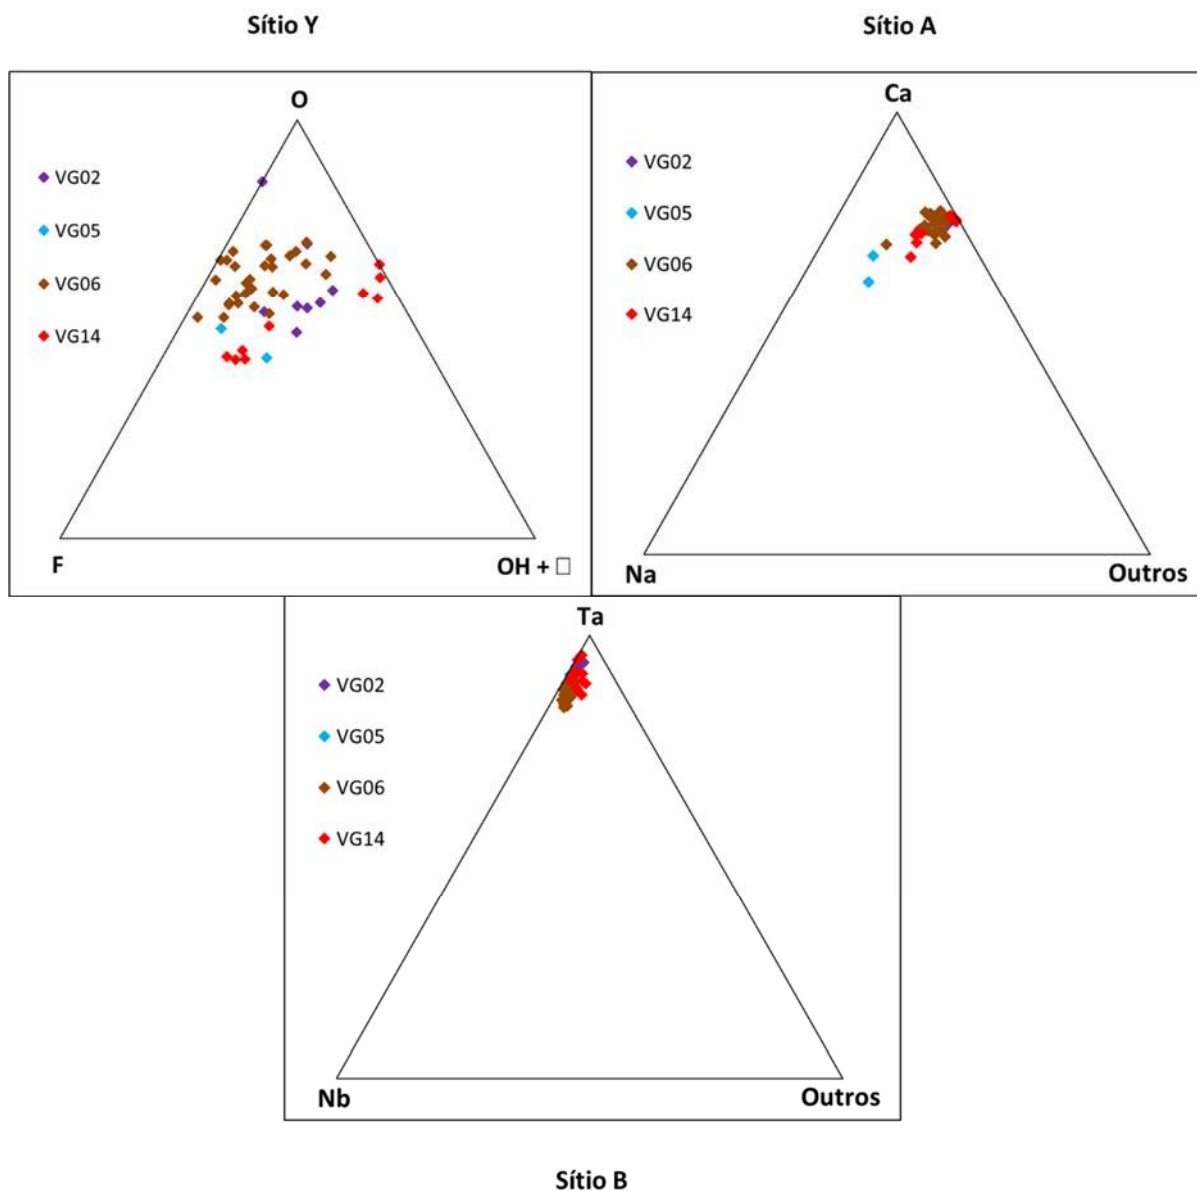 Sítio Y
Sítio A
O
VG02
VG05
VG06
VG14
F
OH + □
Ca
VG02
VG05
VG06
VG14
Na
Outros
Ta
VG02
VG05
VG06
VG14
Nb
Outros
Sítio B